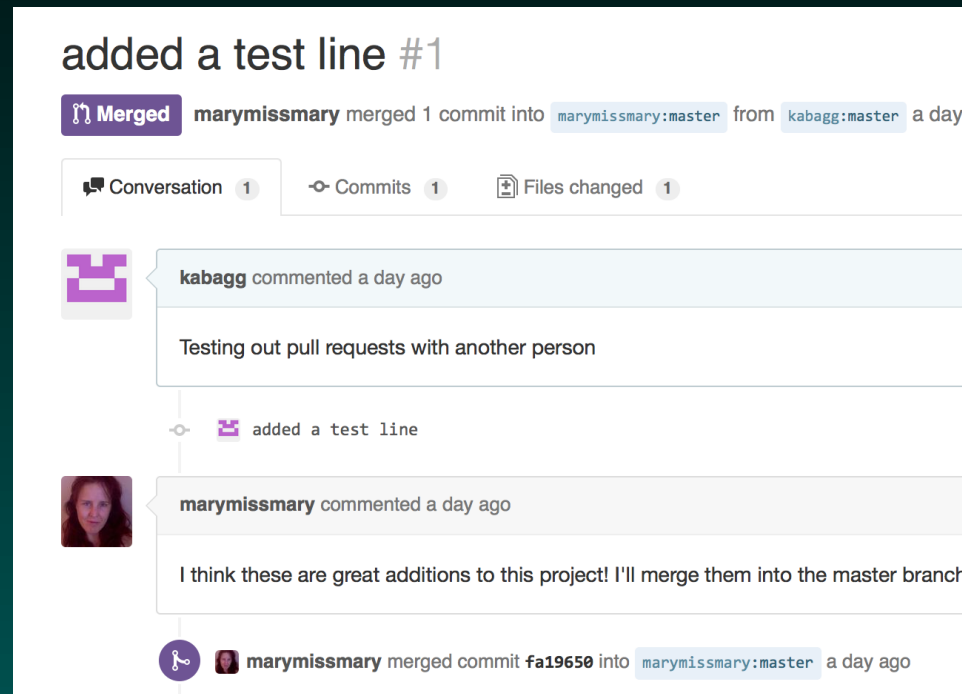 added a test line #1
Merged marymissmary merged 1 commit into marymissmary:master from kabagg:master a day
Conversation 1 Commits 1 Files changed 1
kabagg commented a day ago
Testing out pull requests with another person
added a test line
marymissmary commented a day ago
I think these are great additions to this project! I'll merge them into the master branch
marymissmary merged commit fa19650 into marymissmary:master a day ago